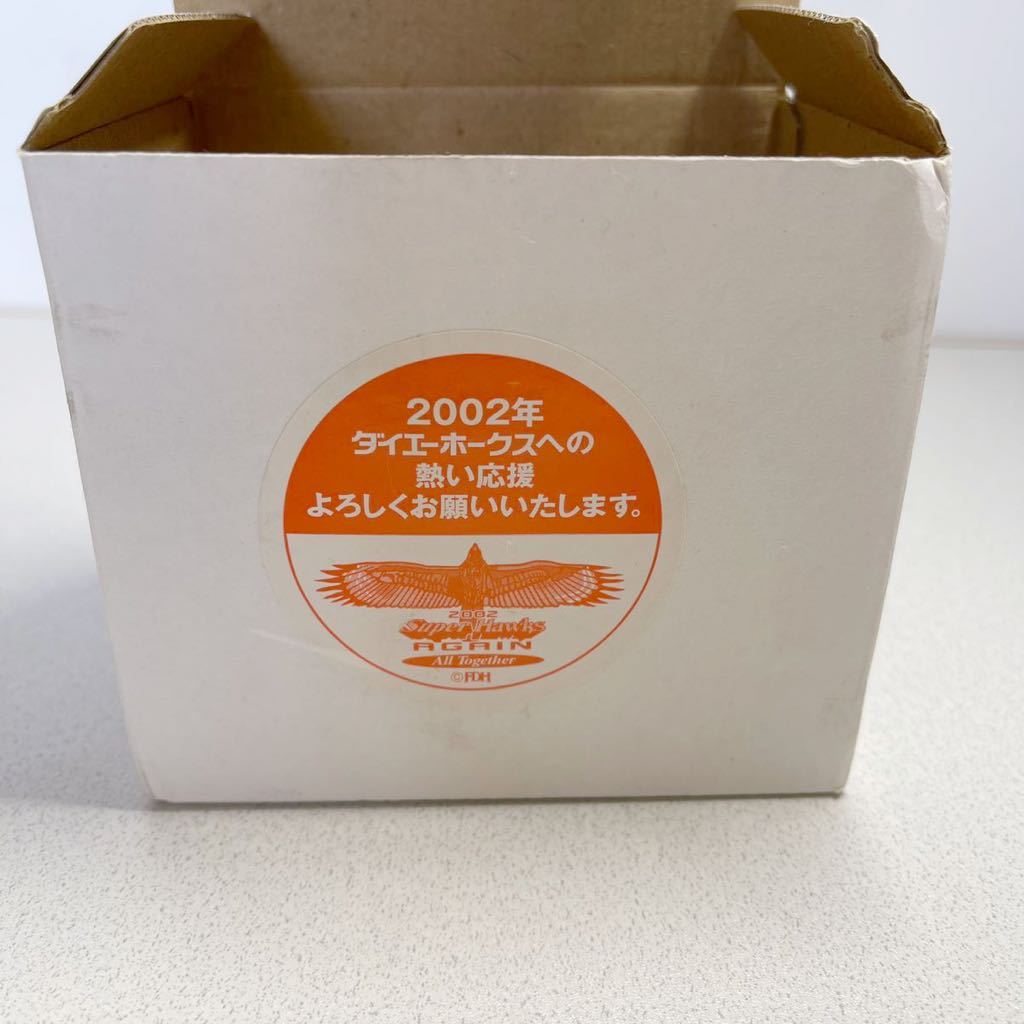 2002年
ダイエーホークスへの
熱い応援
よろしくお願いいたします。
2002
Super Hawks
AGAIN
All Together
©FDH